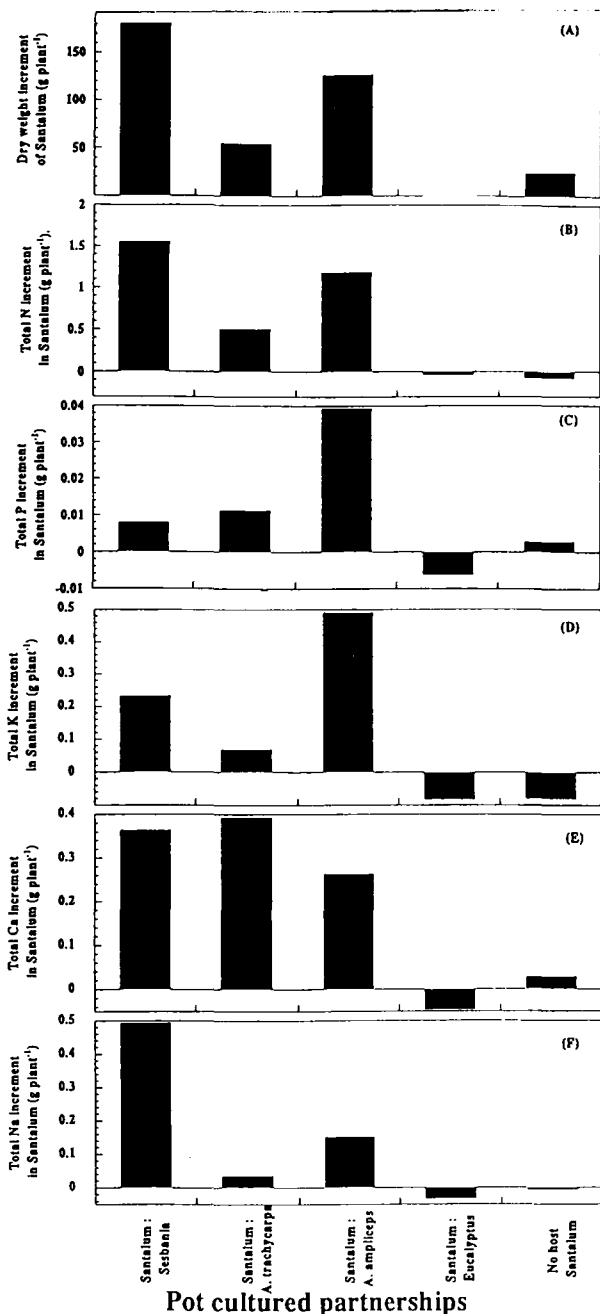 Dry weight increment
of Santalum (g plant⁻¹)
150
100
50
(A)
Total N increment
in Santalum (g plant⁻¹).
2
1.5
1
0.5
0
(B)
Total P increment
in Santalum (g plant⁻¹)
0.04
0.03
0.02
0.01
0
-0.01
(C)
Total K increment
in Santalum (g plant⁻¹)
0.5
0.4
0.3
0.2
0.1
0
(D)
Total Ca increment
in Santalum (g plant⁻¹)
0.4
0.3
0.2
0.1
0
(E)
Total Na increment
in Santalum (g plant⁻¹)
0.5
0.4
0.3
0.2
0.1
0
(F)
Santalum :
Sesbania
Santalum :
A. trachycarpa
Santalum :
A. ampliceps
Santalum :
Eucalyptus
No host
Santalum
Pot cultured partnerships